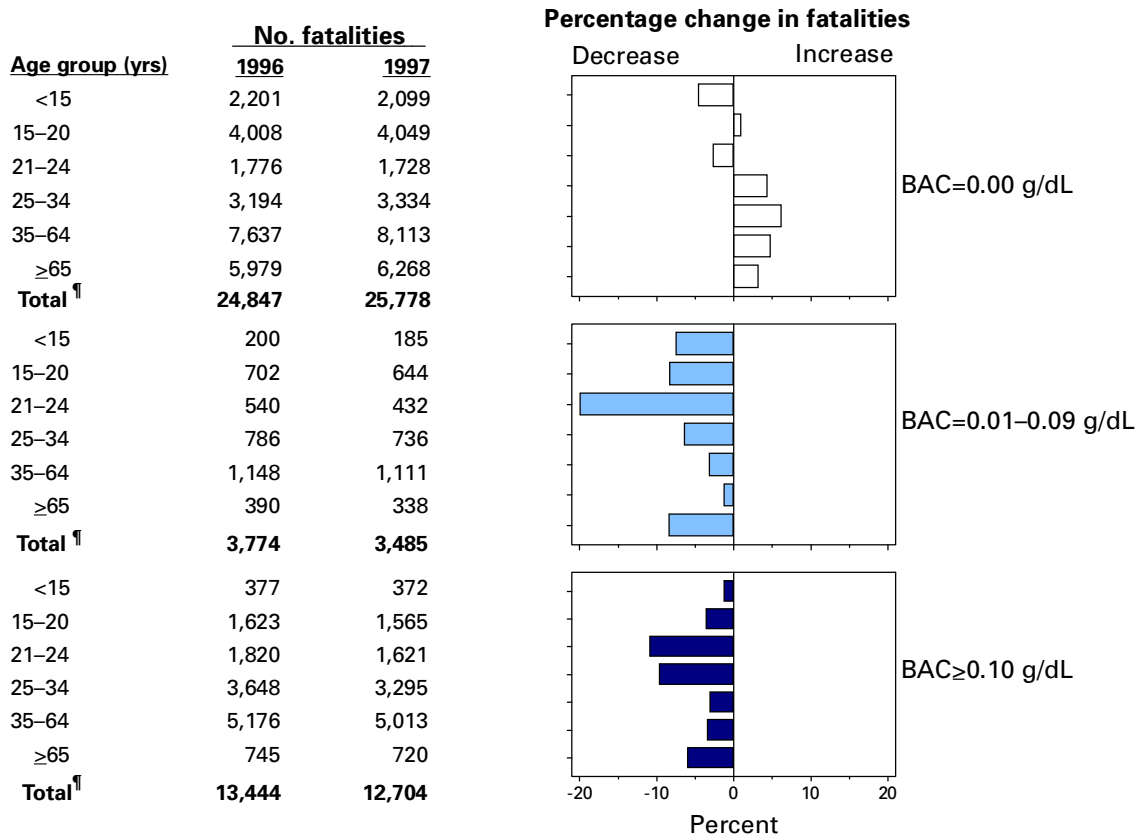 No. fatalities
Age group (yrs) 1996 1997
<15 2,201 2,099
15–20 4,008 4,049
21–24 1,776 1,728
25–34 3,194 3,334
35–64 7,637 8,113
≥65 5,979 6,268
Total ¶ 24,847 25,778
<15 200 185
15–20 702 644
21–24 540 432
25–34 786 736
35–64 1,148 1,111
≥65 390 338
Total ¶ 3,774 3,485
<15 377 372
15–20 1,623 1,565
21–24 1,820 1,621
25–34 3,648 3,295
35–64 5,176 5,013
≥65 745 720
Total¶ 13,444 12,704
Percentage change in fatalities
Decrease Increase
BAC=0.00 g/dL
BAC=0.01–0.09 g/dL
BAC≥0.10 g/dL
-20 -10 0 10 20
Percent